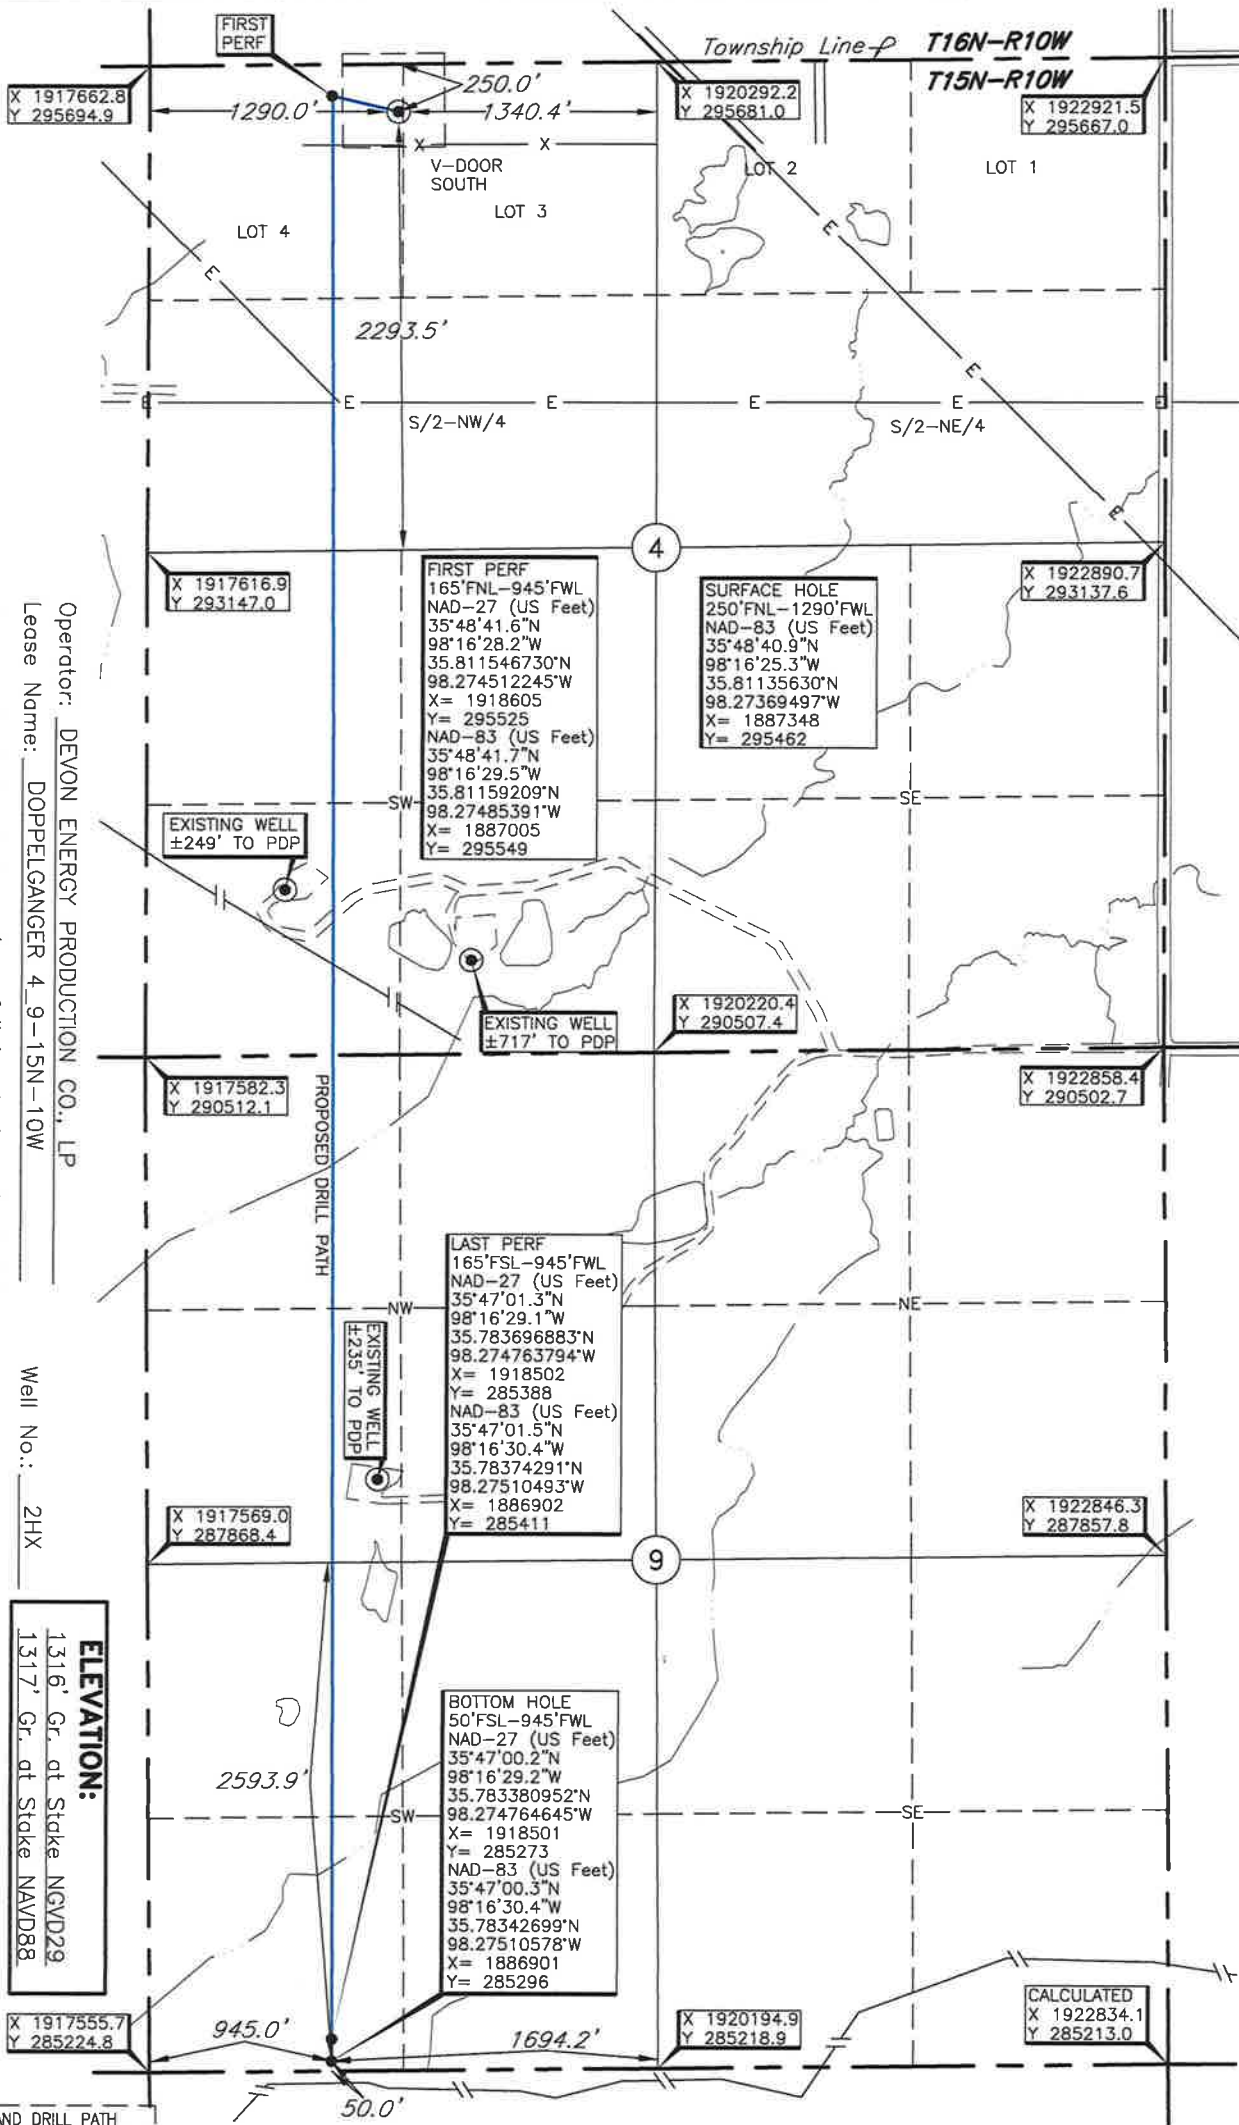 FIRST
PERF
Township Line
T16N-R10W
T15N-R10W
X 1917662.8
Y 295694.9
1290.0'
250.0'
1340.4'
X 1920292.2
Y 295681.0
X 1922921.5
Y 295667.0
X
X
V-DOOR
SOUTH
LOT 4
LOT 3
LOT 2
LOT 1
E
E
2293.5'
E
E
E
E
E
E
E
E
S/2-NW/4
S/2-NE/4
4
X 1917616.9
Y 293147.0
X 1922890.7
Y 293137.6
FIRST PERF
165'FNL-945'FWL
NAD-27 (US Feet)
35°48'41.6"N
98°16'28.2"W
35.811546730°N
98.274512245°W
X= 1918605
Y= 295525
NAD-83 (US Feet)
35°48'41.7"N
98°16'29.5"W
35.81159209°N
98.27485391°W
X= 1887005
Y= 295549
SURFACE HOLE
250'FNL-1290'FWL
NAD-83 (US Feet)
35°48'40.9"N
98°16'25.3"W
35.81135630°N
98.27369497°W
X= 1887348
Y= 295462
SW
SE
EXISTING WELL
±249' TO PDP
EXISTING WELL
±717' TO PDP
X 1920220.4
Y 290507.4
X 1917582.3
Y 290512.1
X 1922858.4
Y 290502.7
PROPOSED DRILL PATH
Operator: DEVON ENERGY PRODUCTION CO., LP
Lease Name: DOPPELGANGER 4_9-15N-10W
Well No.: 2HX
NW
NE
LAST PERF
165'FSL-945'FWL
NAD-27 (US Feet)
35°47'01.3"N
98°16'29.1"W
35.783696883°N
98.274763794°W
X= 1918502
Y= 285388
NAD-83 (US Feet)
35°47'01.5"N
98°16'30.4"W
35.78374291°N
98.27510493°W
X= 1886902
Y= 285411
EXISTING WELL
±235' TO PDP
X 1917569.0
Y 287868.4
X 1922846.3
Y 287857.8
9
ELEVATION:
1316' Gr. at Stake NGVD29
1317' Gr. at Stake NAVD88
BOTTOM HOLE
50'FSL-945'FWL
NAD-27 (US Feet)
35°47'00.2"N
98°16'29.2"W
35.783380952°N
98.274764645°W
X= 1918501
Y= 285273
NAD-83 (US Feet)
35°47'00.3"N
98°16'30.4"W
35.78342699°N
98.27510578°W
X= 1886901
Y= 285296
2593.9'
SW
SE
X 1917555.7
Y 285224.8
945.0'
1694.2'
X 1920194.9
Y 285218.9
CALCULATED
X 1922834.1
Y 285213.0
50.0'
AND DRILL PATH